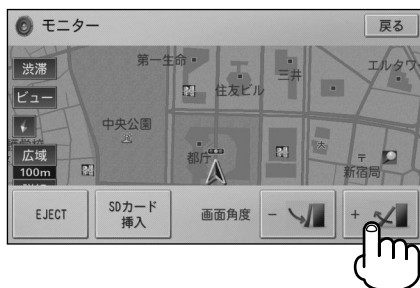 モニター
戻る
渋滞
第一生命
三井
エルタワ
ビュー
住友ビル
中央公園
都庁
広域
100m
大
〒
新宿局
EJECT
SDカード
挿入
画面角度
-
+